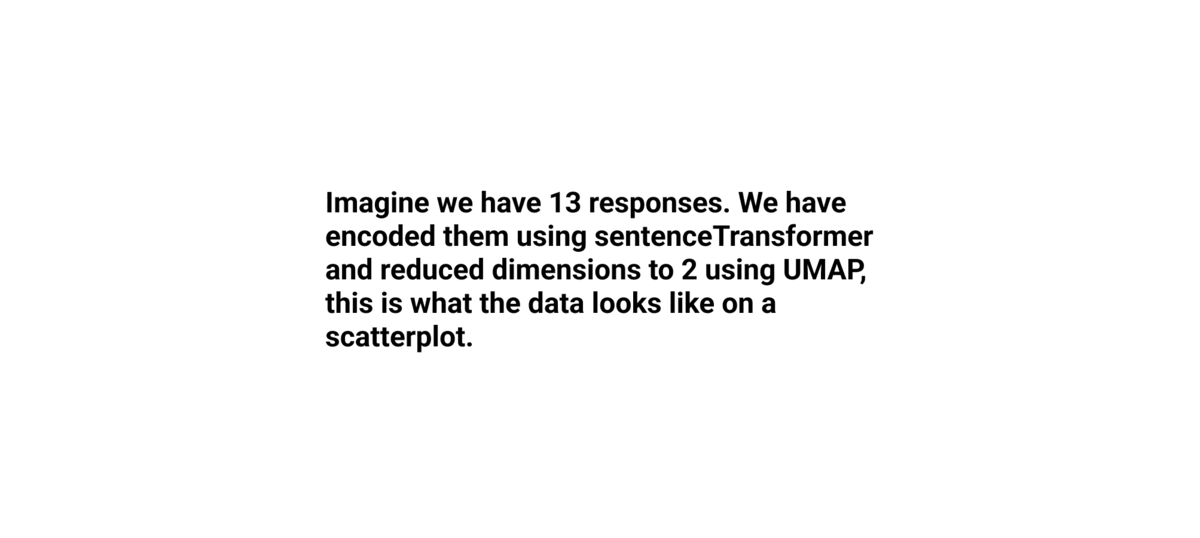 Imagine we have 13 responses. We have
encoded them using sentenceTransformer
and reduced dimensions to 2 using UMAP,
this is what the data looks like on a
scatterplot.